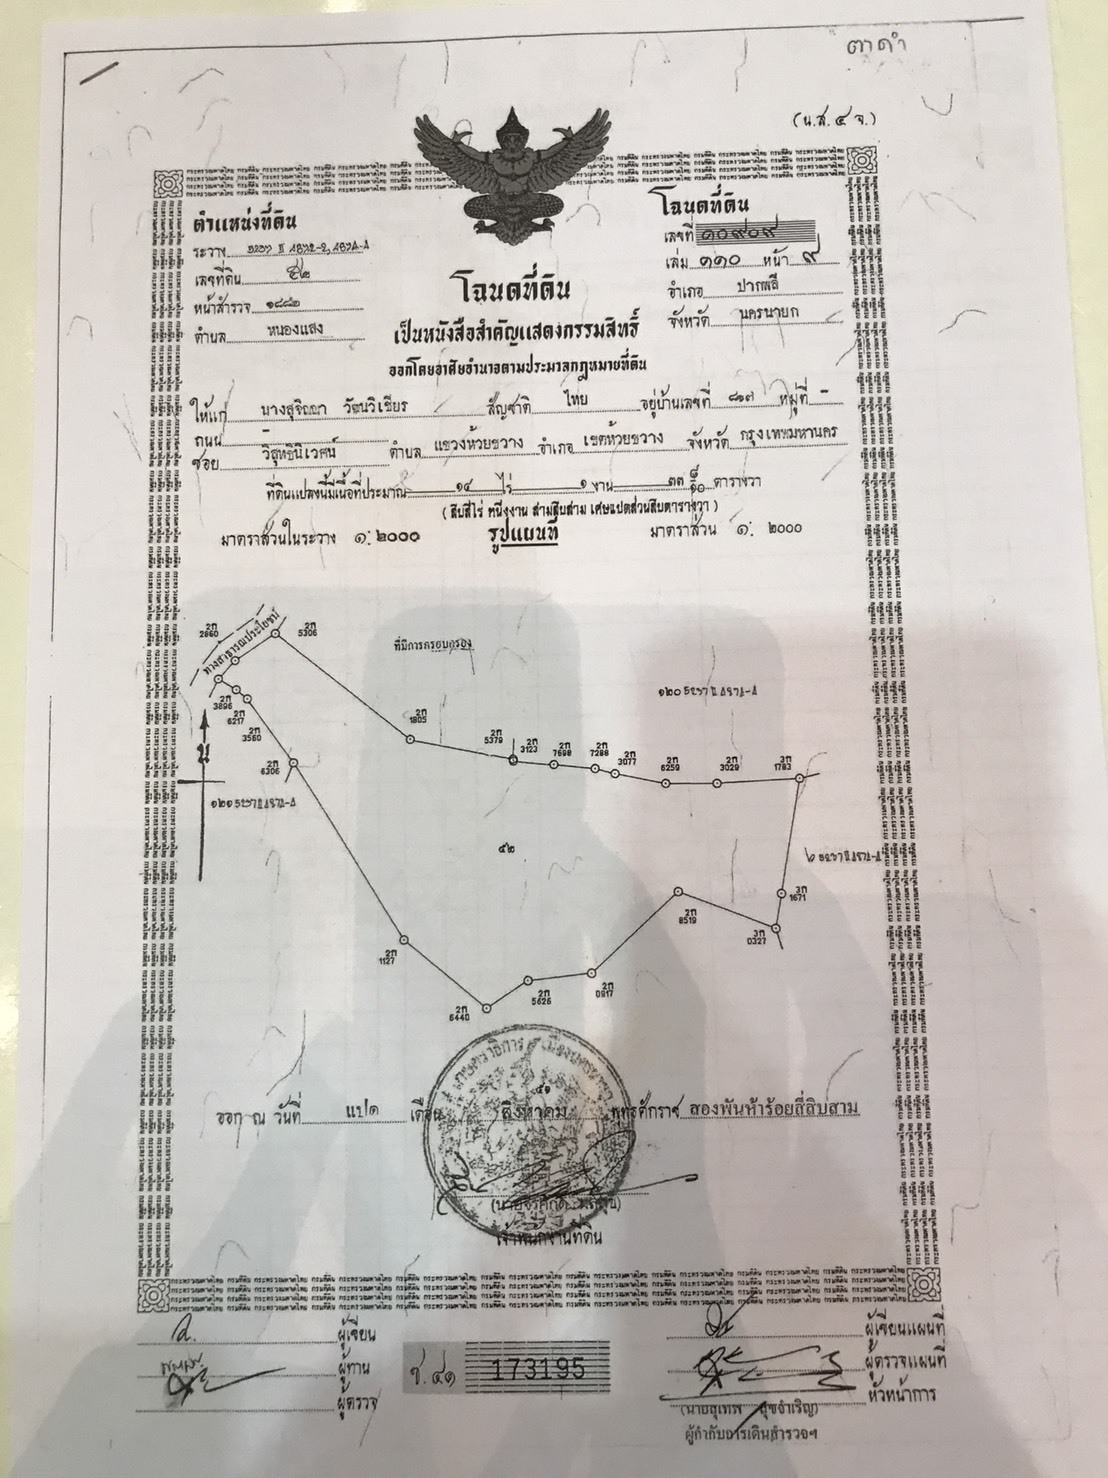 ตาดำ
(น.ส.๔ จ.)
ตำแหน่งที่ดิน
ระวาง
เลขที่ดิน ๕๒
หน้าสำรวจ ๑๘๘๒
ตำบล หนองแสง
โฉนดที่ดิน
เลขที่ ๑๐๙๐๙
เล่ม ๑๑๐ หน้า ๙
อำเภอ ปากพลี
จังหวัด นครนายก
โฉนดที่ดิน
เป็นหนังสือสำคัญแสดงกรรมสิทธิ์
ออกโดยอาศัยอำนาจตามประมวลกฎหมายที่ดิน
ให้แก่ นางสุจิณณา วัฒนวิเชียร สัญชาติ ไทย อยู่บ้านเลขที่ ๘๑๗ หมู่ที่ -
ถนน -
ซอย วิสุทธินิเวศน์ ตำบล แขวงห้วยขวาง อำเภอ เขตห้วยขวาง จังหวัด กรุงเทพมหานคร
ที่ดินแปลงนี้มีเนื้อที่ประมาณ ๑๔ ไร่ ๑ งาน ๓๓ ๘/๑๐ ตารางวา
( สิบสี่ไร่ หนึ่งงาน สามสิบสาม เศษแปดส่วนสิบตารางวา )
มาตราส่วนในระวาง ๑: ๒๐๐๐ รูปแผนที่ มาตราส่วน ๑: ๒๐๐๐
2ก 2860
ทางสาธารณประโยชน์
2ก 5306
ที่มีการครอบครอง
2ก 3896
2ก 6217
2ก 3560
2ก 6306
2ก 1805
2ก 5379
2ก 3123
2ก 7698
2ก 7288
2ก 3077
2ก 6259
2ก 3029
3ก 1783
น
๕๒
3ก 1671
2ก 8519
3ก 0327
2ก 1127
2ก 0917
2ก 5626
2ก 6440
ออก ณ วันที่ แปด เดือน สิงหาคม พุทธศักราช สองพันห้าร้อยสี่สิบสาม
เจ้าพนักงานที่ดิน
ผู้เขียน
ผู้ทาน
ผู้ตรวจ
ช.๔๑ 173195
ผู้เขียนแผนที่
ผู้ตรวจแผนที่
หัวหน้าการ
(นายสุเทพ สุขจำเริญ)
ผู้กำกับการเดินสำรวจฯ